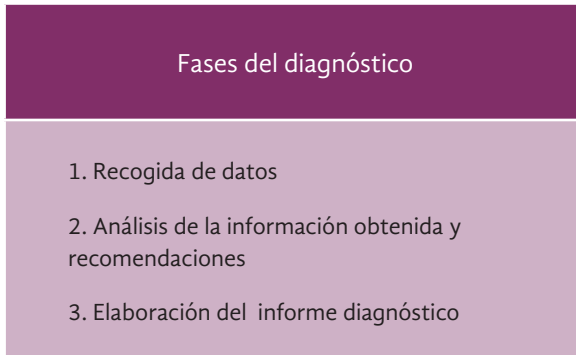 Fases del diagnóstico
1. Recogida de datos
2. Análisis de la información obtenida y
recomendaciones
3. Elaboración del informe diagnóstico